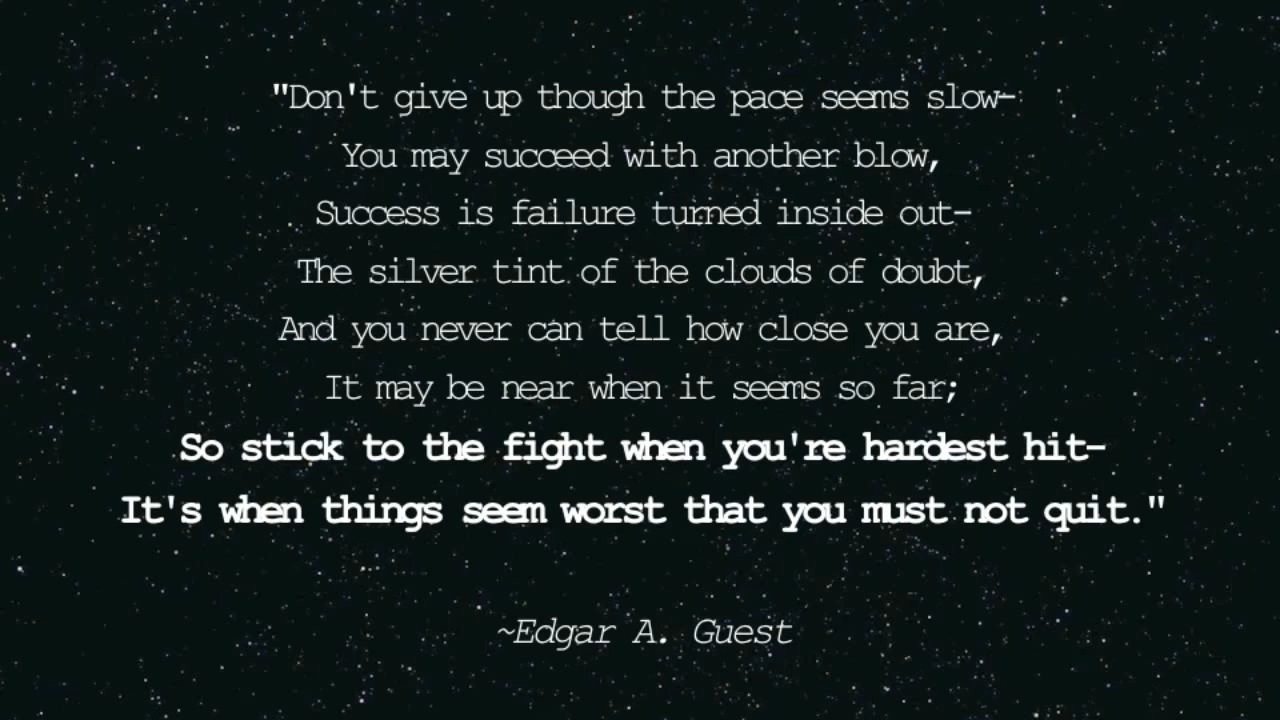 "Don't give up though the pace seems slow-
You may succeed with another blow,
Success is failure turned inside out-
The silver tint of the clouds of doubt,
And you never can tell how close you are,
It may be near when it seems so far;
So stick to the fight when you're hardest hit-
It's when things seem worst that you must not quit."
~Edgar A. Guest